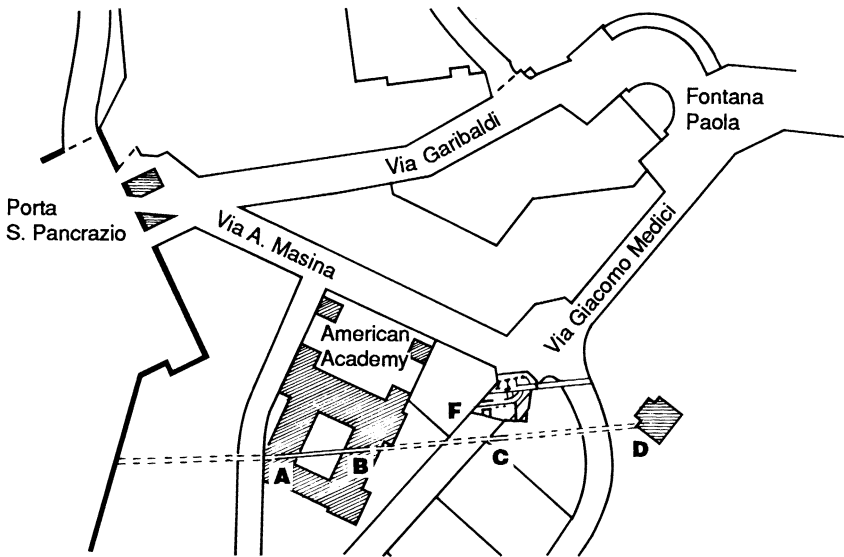 Fontana
Paola
Via Garibaldi
Porta
S. Pancrazio
Via A. Masina
Via Giacomo Medici
American
Academy
F
A
B
C
D